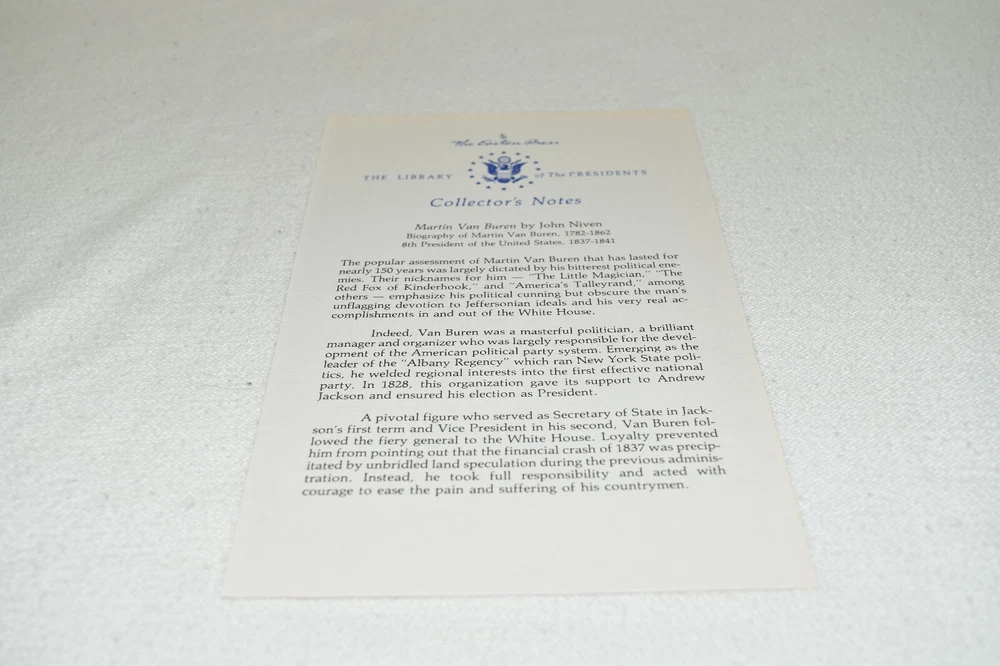 The Easton Press
THE LIBRARY of The PRESIDENTS
Collector's Notes
Martin Van Buren by John Niven
Biography of Martin Van Buren, 1782-1862
8th President of the United States, 1837-1841
The popular assessment of Martin Van Buren that has lasted for
nearly 150 years was largely dictated by his bitterest political ene-
mies. Their nicknames for him — "The Little Magician," "The
Red Fox of Kinderhook," and "America's Talleyrand," among
others — emphasize his political cunning but obscure the man's
unflagging devotion to Jeffersonian ideals and his very real ac-
complishments in and out of the White House.
Indeed, Van Buren was a masterful politician, a brilliant
manager and organizer who was largely responsible for the devel-
opment of the American political party system. Emerging as the
leader of the "Albany Regency" which ran New York State poli-
tics, he welded regional interests into the first effective national
party. In 1828, this organization gave its support to Andrew
Jackson and ensured his election as President.
A pivotal figure who served as Secretary of State in Jack-
son's first term and Vice President in his second, Van Buren fol-
lowed the fiery general to the White House. Loyalty prevented
him from pointing out that the financial crash of 1837 was precip-
itated by unbridled land speculation during the previous adminis-
tration. Instead, he took full responsibility and acted with
courage to ease the pain and suffering of his countrymen.